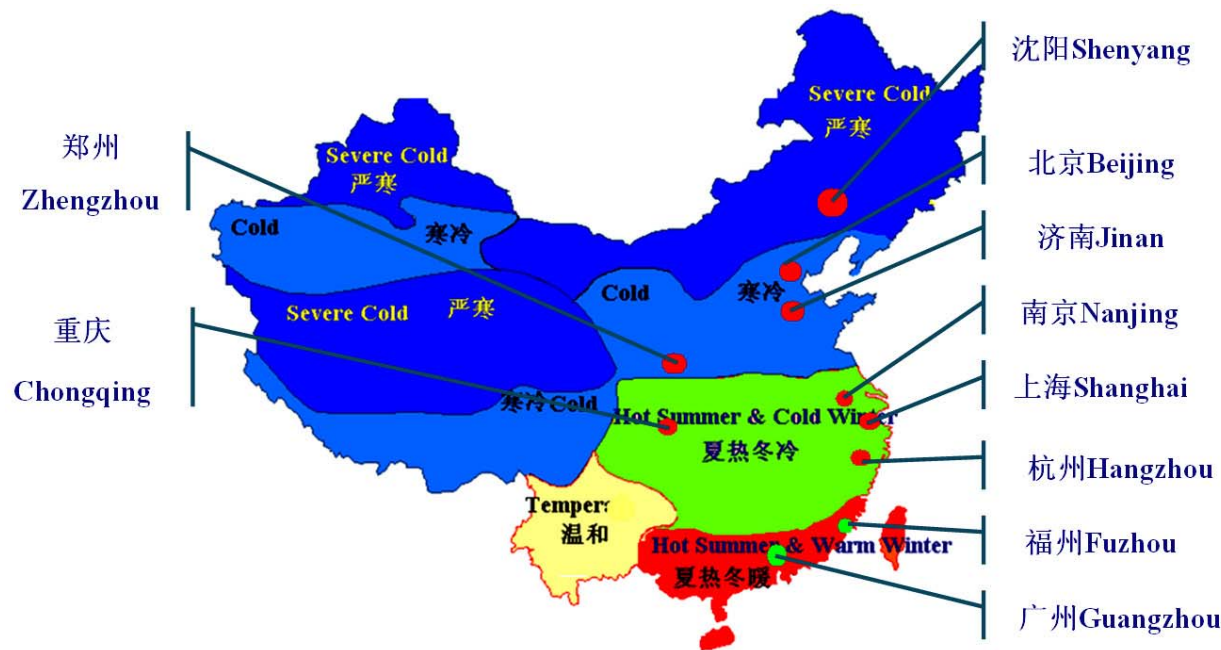 沈阳Shenyang
Severe Cold
严寒
郑州
Zhengzhou
Severe Cold
严寒
北京Beijing
Cold
寒冷
济南Jinan
Cold
寒冷
Severe Cold
严寒
南京Nanjing
重庆
Chongqing
寒冷Cold
上海Shanghai
Hot Summer & Cold Winter
夏热冬冷
杭州Hangzhou
温和
福州Fuzhou
Hot Summer & Warm Winter
夏热冬暖
广州Guangzhou